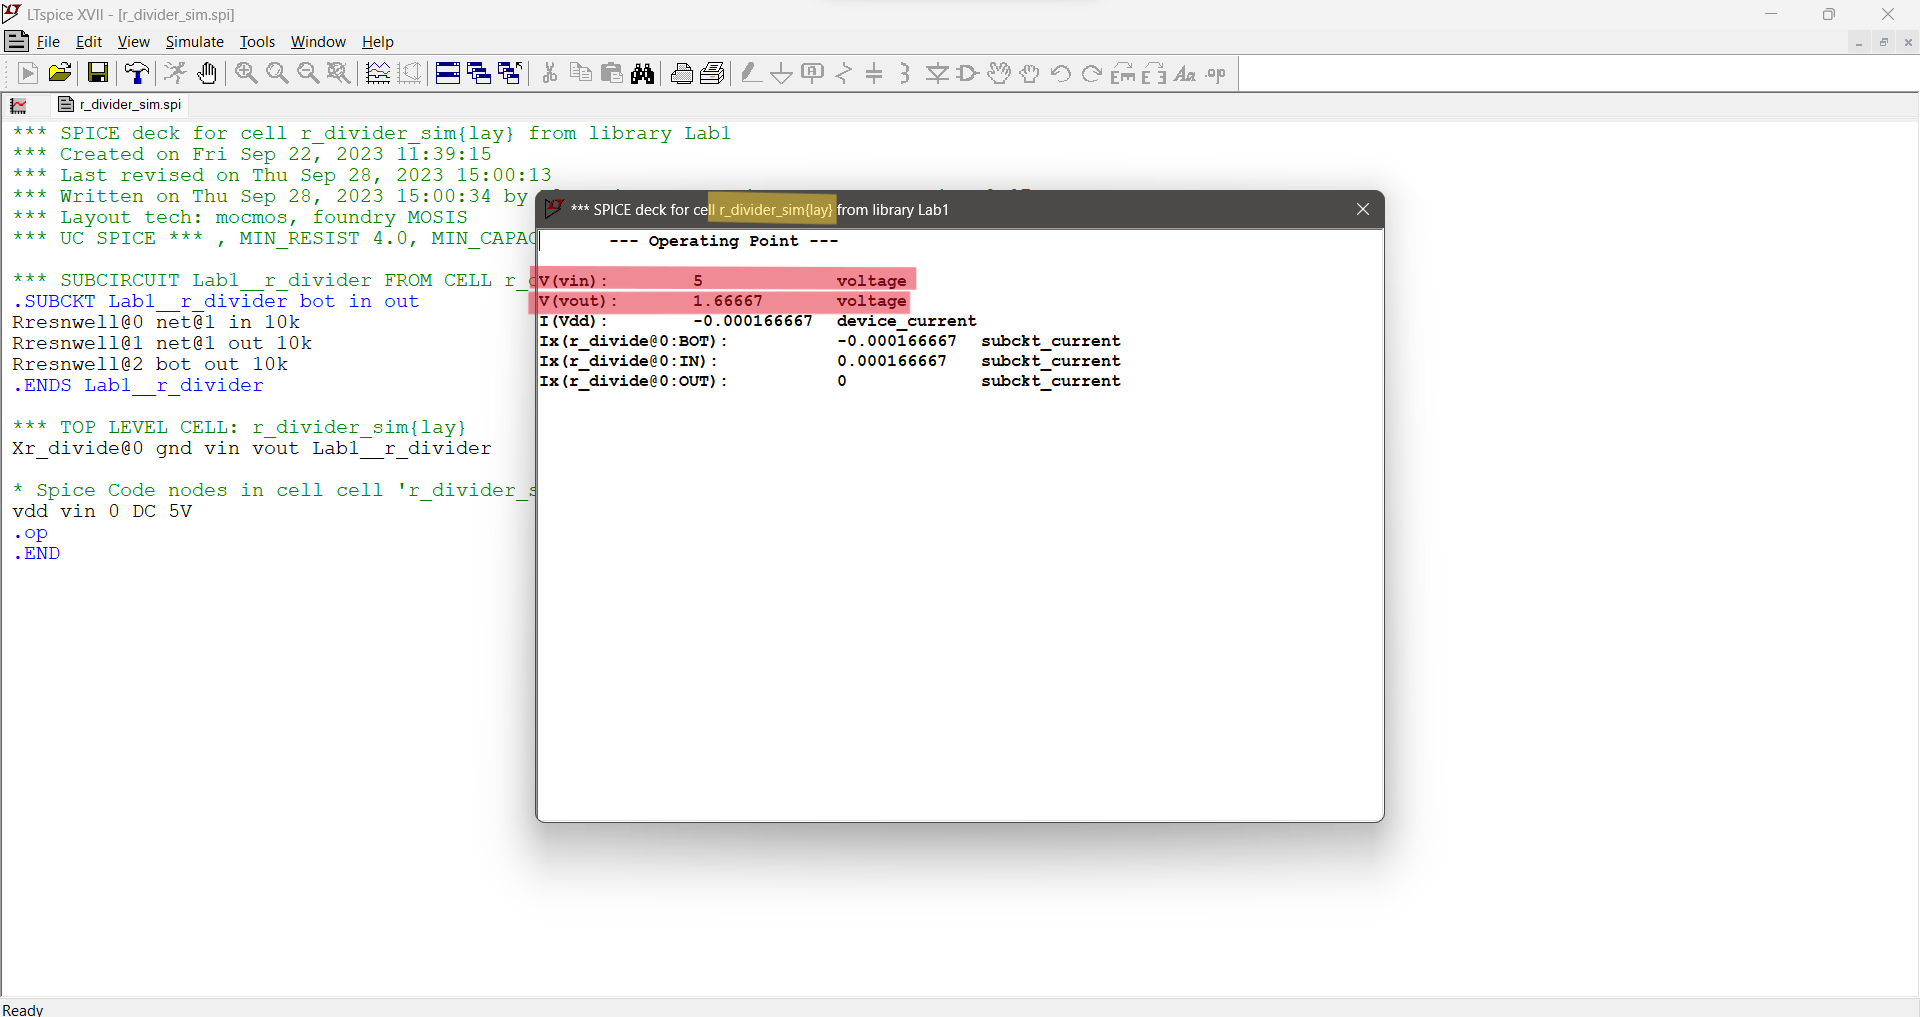 LTspice XVII - [r_divider_sim.spi]
File Edit View Simulate Tools Window Help
r_divider_sim.spi
*** SPICE deck for cell r_divider_sim{lay} from library Lab1
*** Created on Fri Sep 22, 2023 11:39:15
*** Last revised on Thu Sep 28, 2023 15:00:13
*** Written on Thu Sep 28, 2023 15:00:34 by
*** Layout tech: mocmos, foundry MOSIS
*** UC SPICE *** , MIN_RESIST 4.0, MIN_CAPAC
*** SUBCIRCUIT Lab1__r_divider FROM CELL r_
.SUBCKT Lab1__r_divider bot in out
Rresnwell@0 net@1 in 10k
Rresnwell@1 net@1 out 10k
Rresnwell@2 bot out 10k
.ENDS Lab1__r_divider
*** TOP LEVEL CELL: r_divider_sim{lay}
Xr_divide@0 gnd vin vout Lab1__r_divider
* Spice Code nodes in cell cell 'r_divider_s
vdd vin 0 DC 5V
.op
.END
*** SPICE deck for cell r_divider_sim{lay} from library Lab1
--- Operating Point ---
V(vin): 5 voltage
V(vout): 1.66667 voltage
I(Vdd): -0.000166667 device_current
Ix(r_divide@0:BOT): -0.000166667 subckt_current
Ix(r_divide@0:IN): 0.000166667 subckt_current
Ix(r_divide@0:OUT): 0 subckt_current
Ready